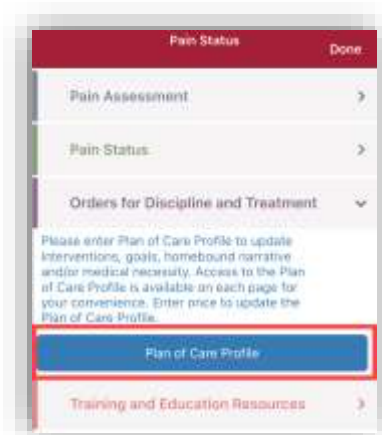 Pain Status
Done
Pain Assessment
Pain Status
Orders for Discipline and Treatment
Please enter Plan of Care Profile to update
interventions, goals, homebound narrative
and/or medical necessity. Access to the Plan
of Care Profile is available on each page for
your convenience. Enter once to update the
Plan of Care Profile.
Plan of Care Profile
Training and Education Resources